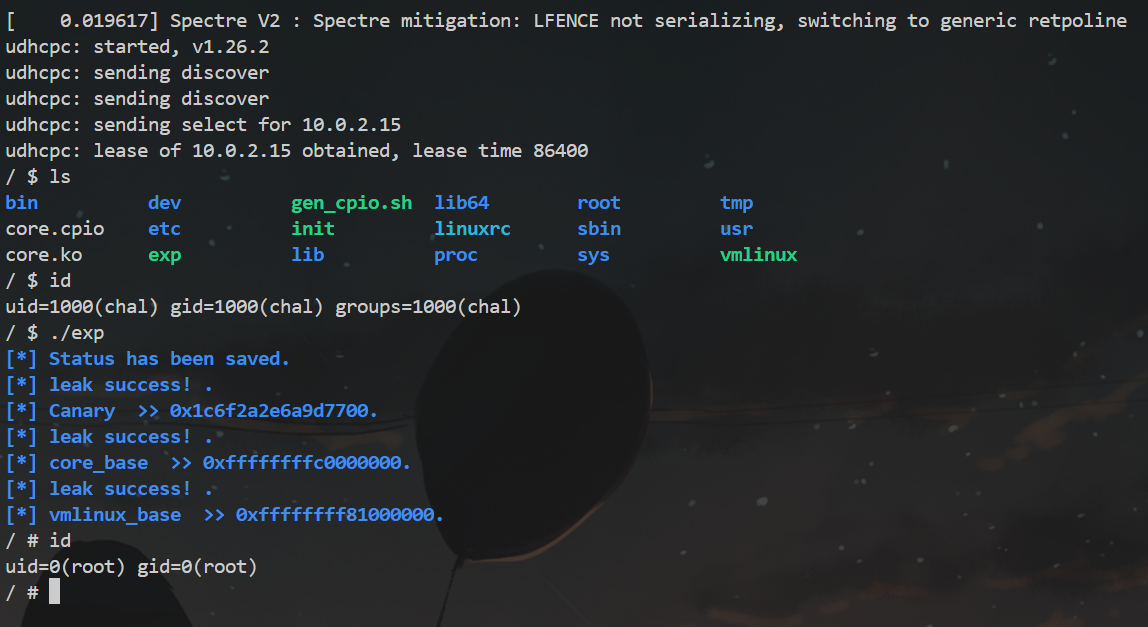 [    0.019617] Spectre V2 : Spectre mitigation: LFENCE not serializing, switching to generic retpoline
udhcpc: started, v1.26.2
udhcpc: sending discover
udhcpc: sending discover
udhcpc: sending select for 10.0.2.15
udhcpc: lease of 10.0.2.15 obtained, lease time 86400
/ $ ls
bin          dev          gen_cpio.sh  lib64        root         tmp
core.cpio    etc          init         linuxrc      sbin         usr
core.ko      exp          lib          proc         sys          vmlinux
/ $ id
uid=1000(chal) gid=1000(chal) groups=1000(chal)
/ $ ./exp
[*] Status has been saved.
[*] leak success! .
[*] Canary  >> 0x1c6f2a2e6a9d7700.
[*] leak success! .
[*] core_base  >> 0xffffffffc0000000.
[*] leak success! .
[*] vmlinux_base  >> 0xffffffff81000000.
/ # id
uid=0(root) gid=0(root)
/ #